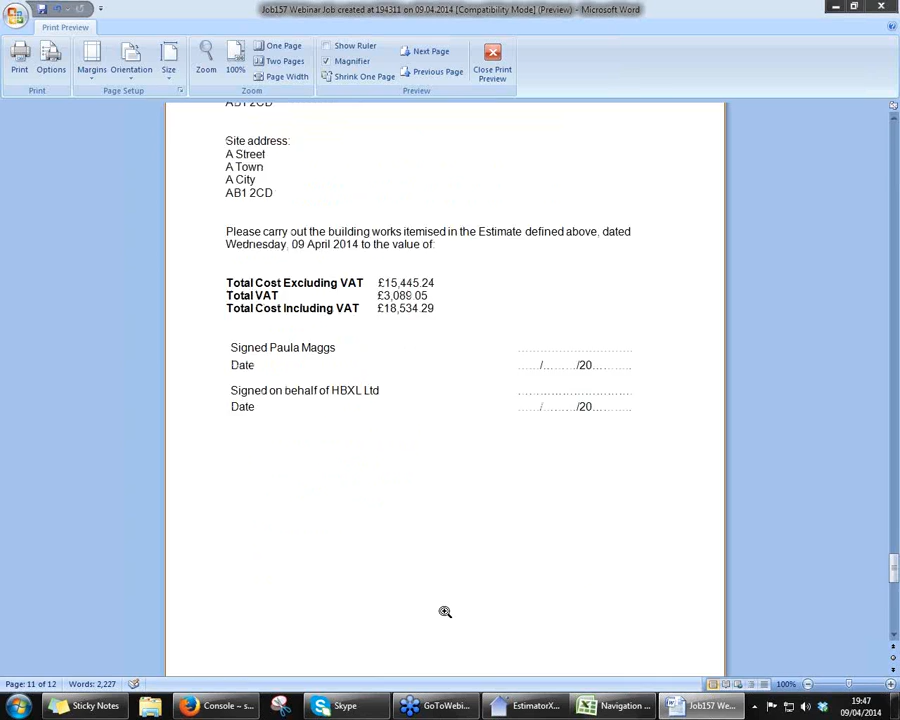 Job157 Webinar Job created at 194311 on 09.04.2014 [Compatibility Mode] (Preview) - Microsoft Word
Print Preview
Print
Options
Margins
Orientation
Size
Zoom
100%
One Page
Two Pages
Page Width
Show Ruler
Magnifier
Shrink One Page
Next Page
Previous Page
Close Print
Preview
Print
Page Setup
Zoom
Preview
AB1 2CD
Site address:
A Street
A Town
A City
AB1 2CD
Please carry out the building works itemised in the Estimate defined above, dated
Wednesday, 09 April 2014 to the value of:
Total Cost Excluding VAT £15,445.24
Total VAT £3,089.05
Total Cost Including VAT £18,534.29
Signed Paula Maggs ..............................
Date ....../........./20............
Signed on behalf of HBXL Ltd ..............................
Date ....../........./20............
Page: 11 of 12 Words: 2,227 100%
Sticky Notes
Console ~ s...
Skype
GoToWebi...
EstimatorX...
Navigation ...
Job157 We...
19:47
09/04/2014